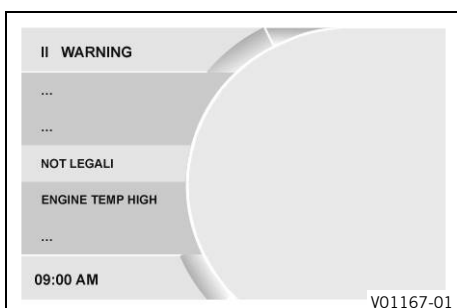 II WARNING
...
...
NOT LEGALI
ENGINE TEMP HIGH
...
09:00 AM
V01167-01